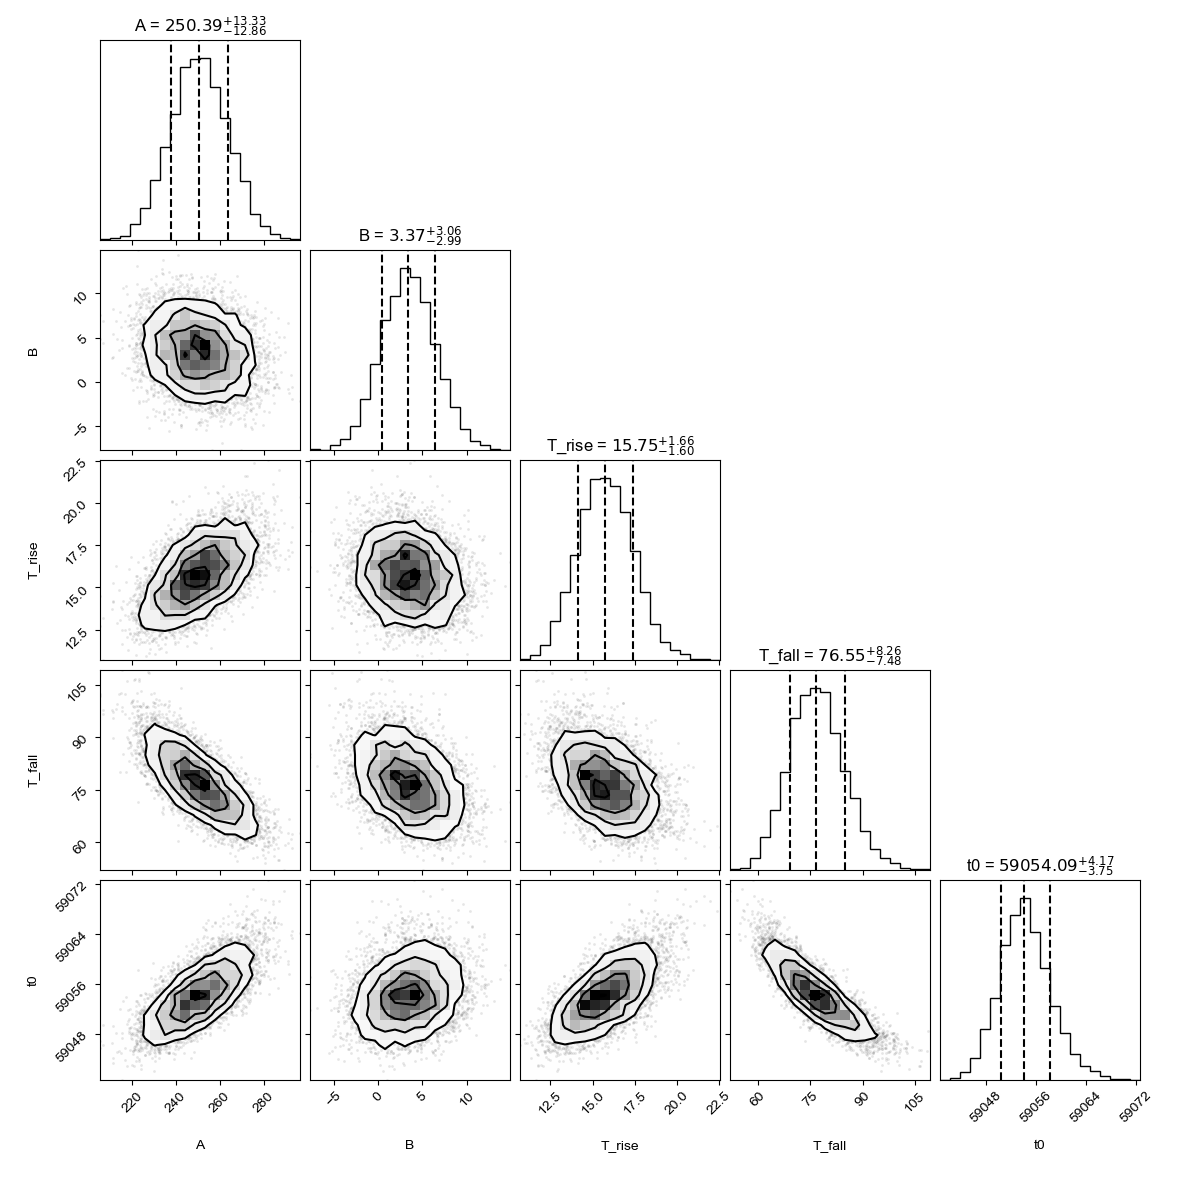 A = 250.39+13.33−12.86
B = 3.37+3.06−2.99
10
5
0
−5
B
T_rise = 15.75+1.66−1.60
22.5
20.0
17.5
15.0
12.5
T_rise
T_fall = 76.55+8.26−7.48
105
90
75
60
T_fall
t0 = 59054.09+4.17−3.75
59072
59064
59056
59048
t0
220 240 260 280 −5 0 5 10 12.5 15.0 17.5 20.0 22.5 60 75 90 105 59048 59056 59064 59072
A B T_rise T_fall t0